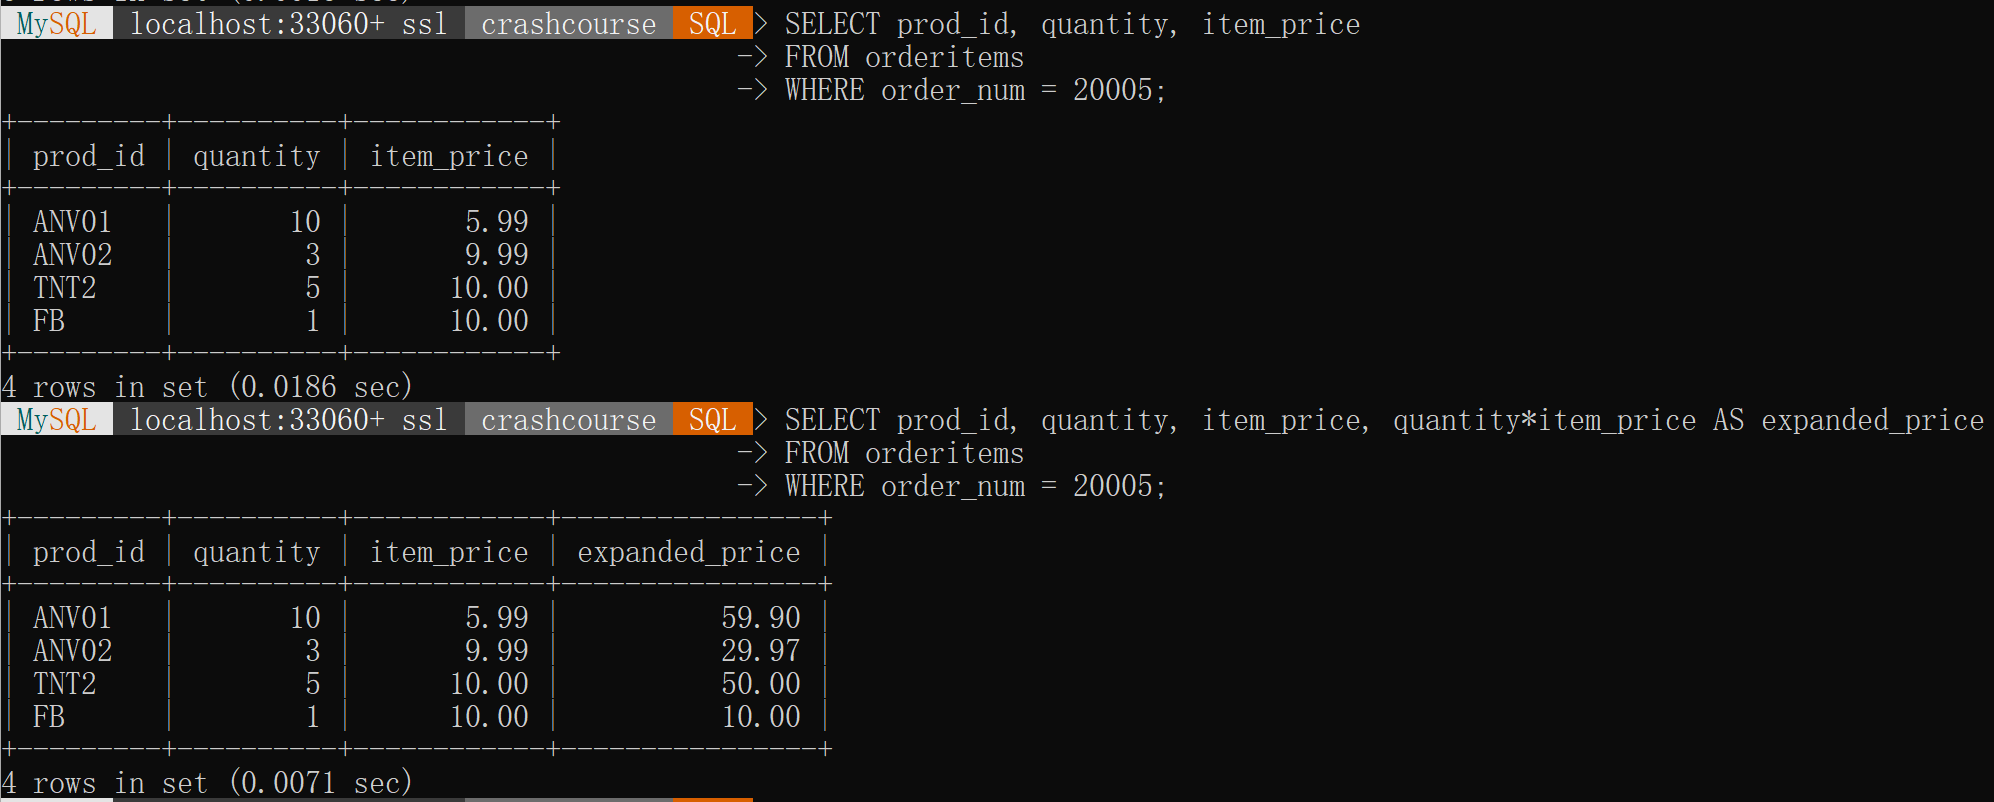 MySQL localhost:33060+ ssl crashcourse SQL > SELECT prod_id, quantity, item_price
-> FROM orderitems
-> WHERE order_num = 20005;
+---------+----------+------------+
| prod_id | quantity | item_price |
+---------+----------+------------+
| ANV01   |       10 |       5.99 |
| ANV02   |        3 |       9.99 |
| TNT2    |        5 |      10.00 |
| FB      |        1 |      10.00 |
+---------+----------+------------+
4 rows in set (0.0186 sec)
MySQL localhost:33060+ ssl crashcourse SQL > SELECT prod_id, quantity, item_price, quantity*item_price AS expanded_price
-> FROM orderitems
-> WHERE order_num = 20005;
+---------+----------+------------+----------------+
| prod_id | quantity | item_price | expanded_price |
+---------+----------+------------+----------------+
| ANV01   |       10 |       5.99 |          59.90 |
| ANV02   |        3 |       9.99 |          29.97 |
| TNT2    |        5 |      10.00 |          50.00 |
| FB      |        1 |      10.00 |          10.00 |
+---------+----------+------------+----------------+
4 rows in set (0.0071 sec)